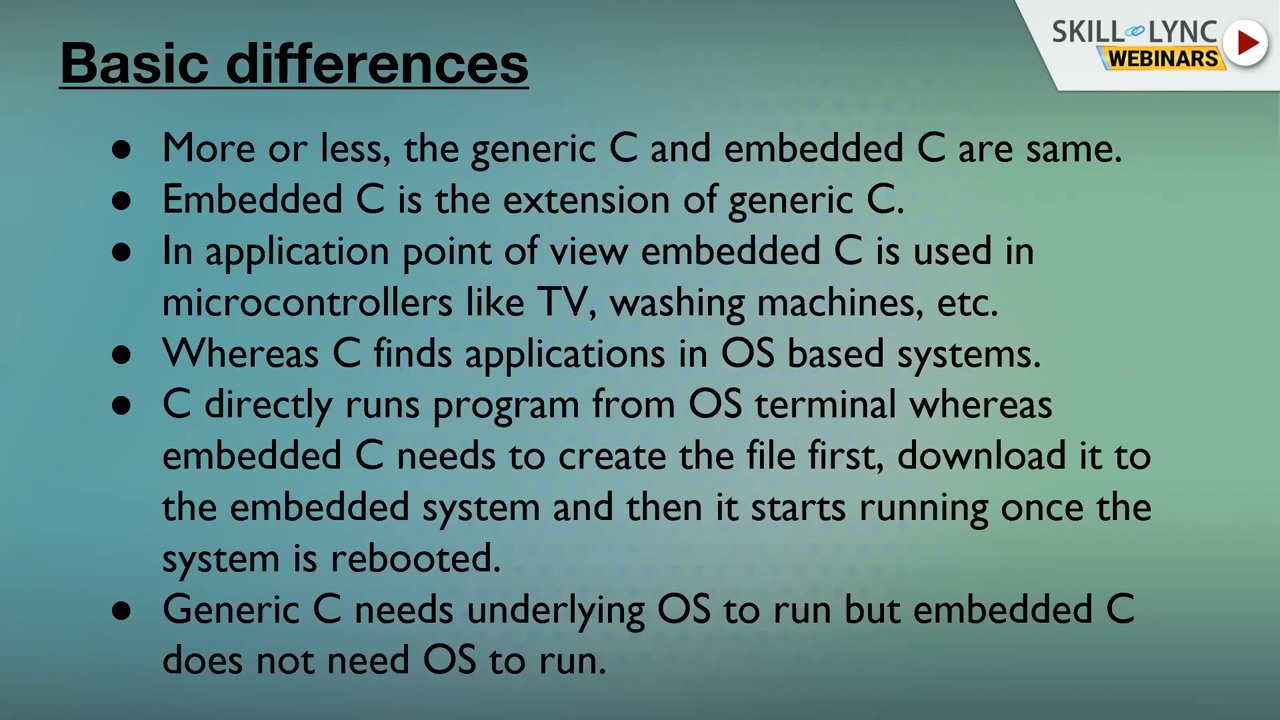 SKILL LYNC
WEBINARS
Basic differences
● More or less, the generic C and embedded C are same.
● Embedded C is the extension of generic C.
● In application point of view embedded C is used in
microcontrollers like TV, washing machines, etc.
● Whereas C finds applications in OS based systems.
● C directly runs program from OS terminal whereas
embedded C needs to create the file first, download it to
the embedded system and then it starts running once the
system is rebooted.
● Generic C needs underlying OS to run but embedded C
does not need OS to run.